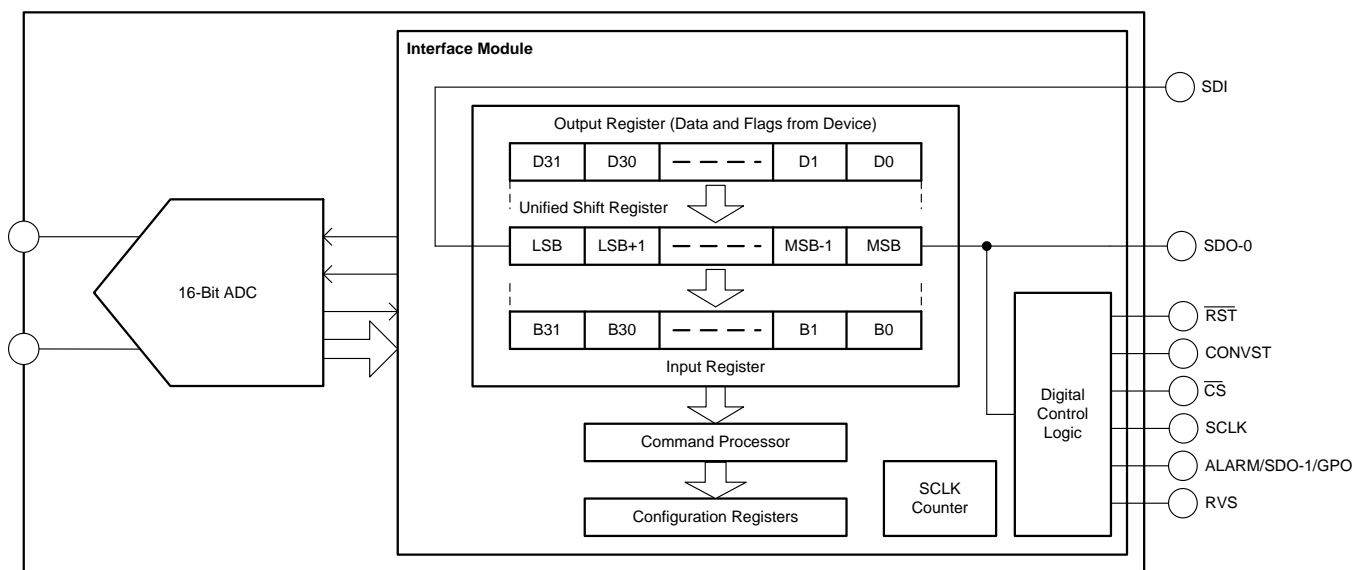 Interface Module
SDI
Output Register (Data and Flags from Device)
D31 D30 D1 D0
Unified Shift Register
LSB LSB+1 MSB-1 MSB
SDO-0
16-Bit ADC
B31 B30 B1 B0
Input Register
RST
CONVST
CS
Digital
Control
Logic
SCLK
Command Processor
ALARM/SDO-1/GPO
SCLK
Counter
RVS
Configuration Registers